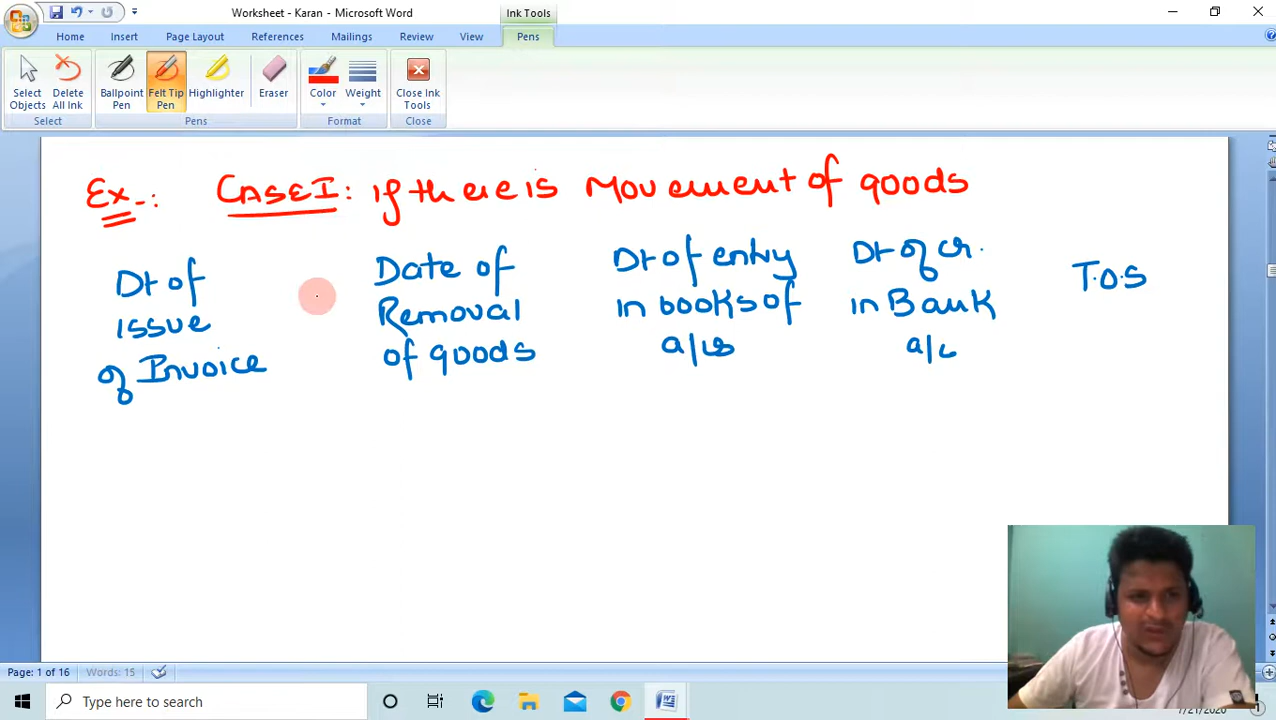 Worksheet - Karan - Microsoft Word
Ink Tools
Home Insert Page Layout References Mailings Review View Pens
Select Objects
Delete All Ink
Ballpoint Pen
Felt Tip Pen
Highlighter
Eraser
Color
Weight
Close Ink Tools
Select
Pens
Format
Close
Ex-: CASE I: if there is Movement of goods
Dt of issue of Invoice
Date of Removal of goods
Dt of entry in books of a/cs
Dt of cr. in Bank a/c
T.O.S
Page: 1 of 16 Words: 15
Type here to search
7/21/2020